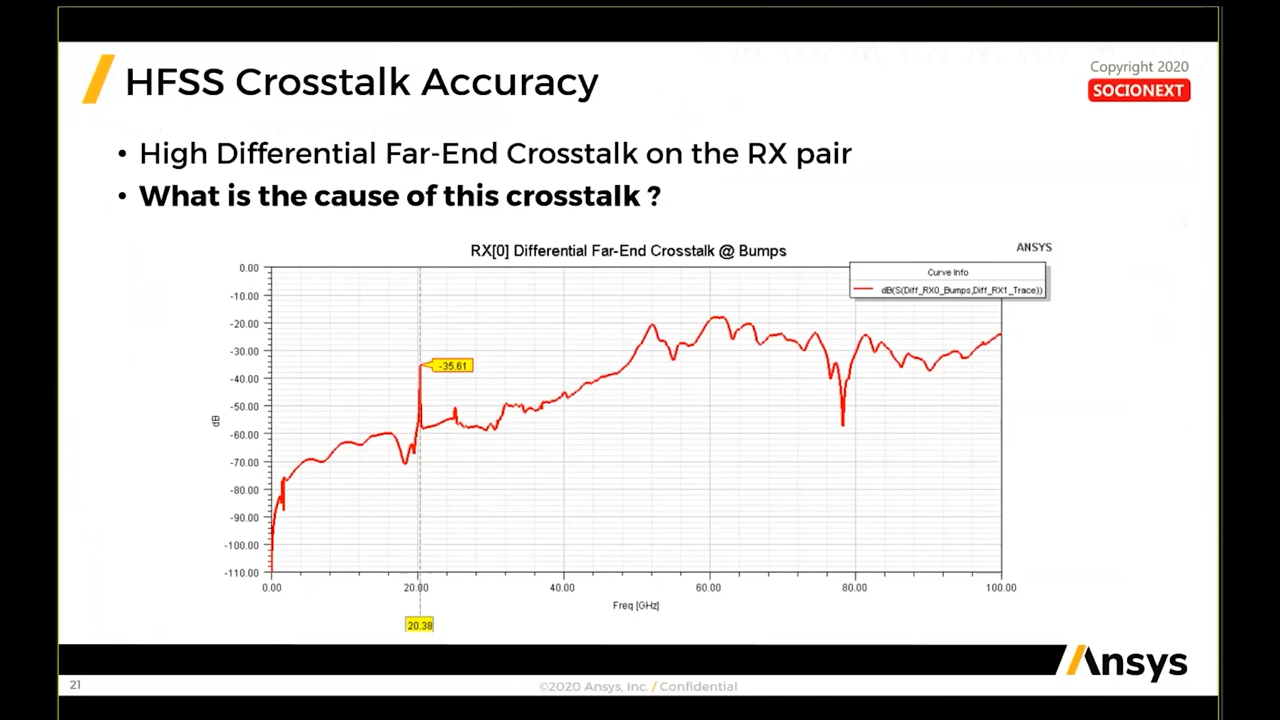 HFSS Crosstalk Accuracy
Copyright 2020
SOCIONEXT
• High Differential Far-End Crosstalk on the RX pair
• What is the cause of this crosstalk ?
RX[0] Differential Far-End Crosstalk @ Bumps
ANSYS
Curve Info
dB(S(Diff_RX0_Bumps,Diff_RX1_Trace))
0.00
-10.00
-20.00
-30.00
-40.00
-50.00
-60.00
-70.00
-80.00
-90.00
-100.00
-110.00
dB
-35.61
0.00 20.00 40.00 60.00 80.00 100.00
Freq [GHz]
20.38
Ansys
21
©2020 Ansys, Inc. / Confidential